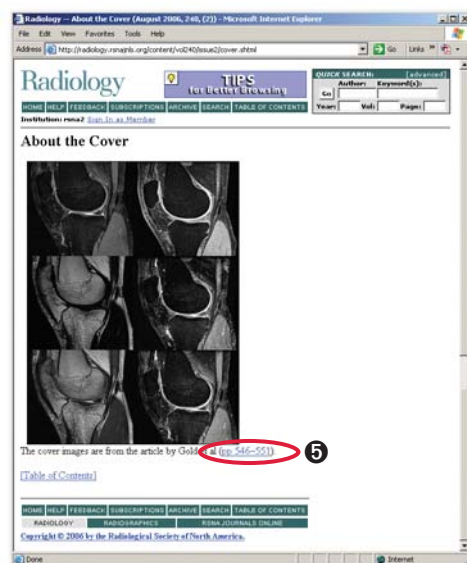 Radiology -- About the Cover (August 2006, 240, (2)) - Microsoft Internet Explorer
File Edit View Favorites Tools Help
Address http://radiology.rsnajnls.org/content/vol240/issue2/cover.shtml Go Links »
Radiology
TIPS
for Better Browsing
QUICK SEARCH: [advanced]
Author: Keyword(s):
Go
Year: Vol: Page:
HOME HELP FEEDBACK SUBSCRIPTIONS ARCHIVE SEARCH TABLE OF CONTENTS
Institution: rsna2 Sign In as Member
About the Cover
The cover images are from the article by Gold et al (pp 546–551).
5
[Table of Contents]
HOME HELP FEEDBACK SUBSCRIPTIONS ARCHIVE SEARCH TABLE OF CONTENTS
RADIOLOGY RADIOGRAPHICS RSNA JOURNALS ONLINE
Copyright © 2006 by the Radiological Society of North America.
Done Internet